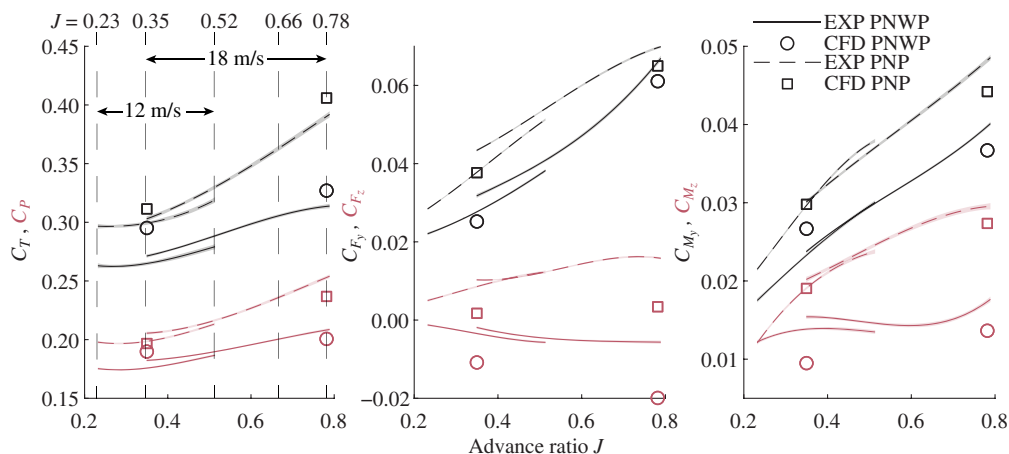 J = 0.23 0.35 0.52 0.66 0.78
0.45
0.40
0.35
0.30
0.25
0.20
0.15
18 m/s
12 m/s
C_T , C_P
0.2 0.4 0.6 0.8
0.06
0.04
0.02
0.00
−0.02
C_{F_y} , C_{F_z}
0.2 0.4 0.6 0.8
Advance ratio J
0.05
0.04
0.03
0.02
0.01
C_{M_y} , C_{M_z}
0.2 0.4 0.6 0.8
EXP PNWP
CFD PNWP
EXP PNP
CFD PNP